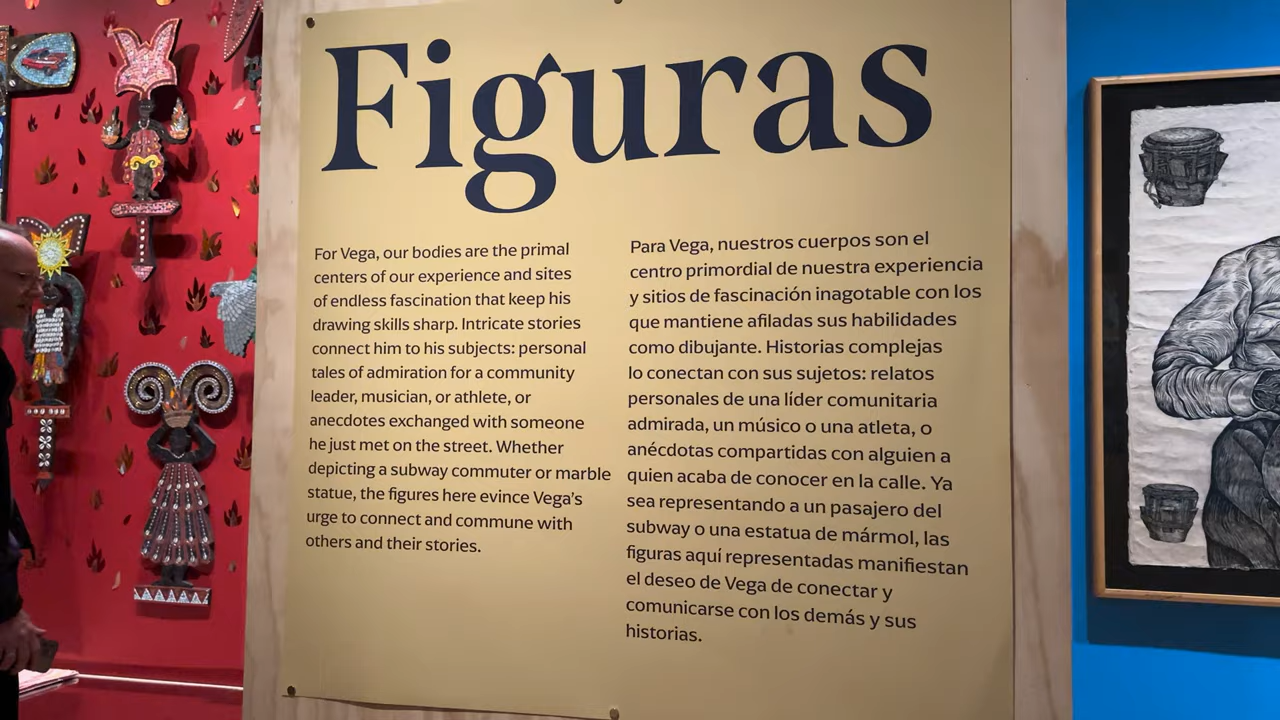 Figuras
For Vega, our bodies are the primal
centers of our experience and sites
of endless fascination that keep his
drawing skills sharp. Intricate stories
connect him to his subjects: personal
tales of admiration for a community
leader, musician, or athlete, or
anecdotes exchanged with someone
he just met on the street. Whether
depicting a subway commuter or marble
statue, the figures here evince Vega's
urge to connect and commune with
others and their stories.
Para Vega, nuestros cuerpos son el
centro primordial de nuestra experiencia
y sitios de fascinación inagotable con los
que mantiene afiladas sus habilidades
como dibujante. Historias complejas
lo conectan con sus sujetos: relatos
personales de una líder comunitaria
admirada, un músico o una atleta, o
anécdotas compartidas con alguien a
quien acaba de conocer en la calle. Ya
sea representando a un pasajero del
subway o una estatua de mármol, las
figuras aquí representadas manifiestan
el deseo de Vega de conectar y
comunicarse con los demás y sus
historias.